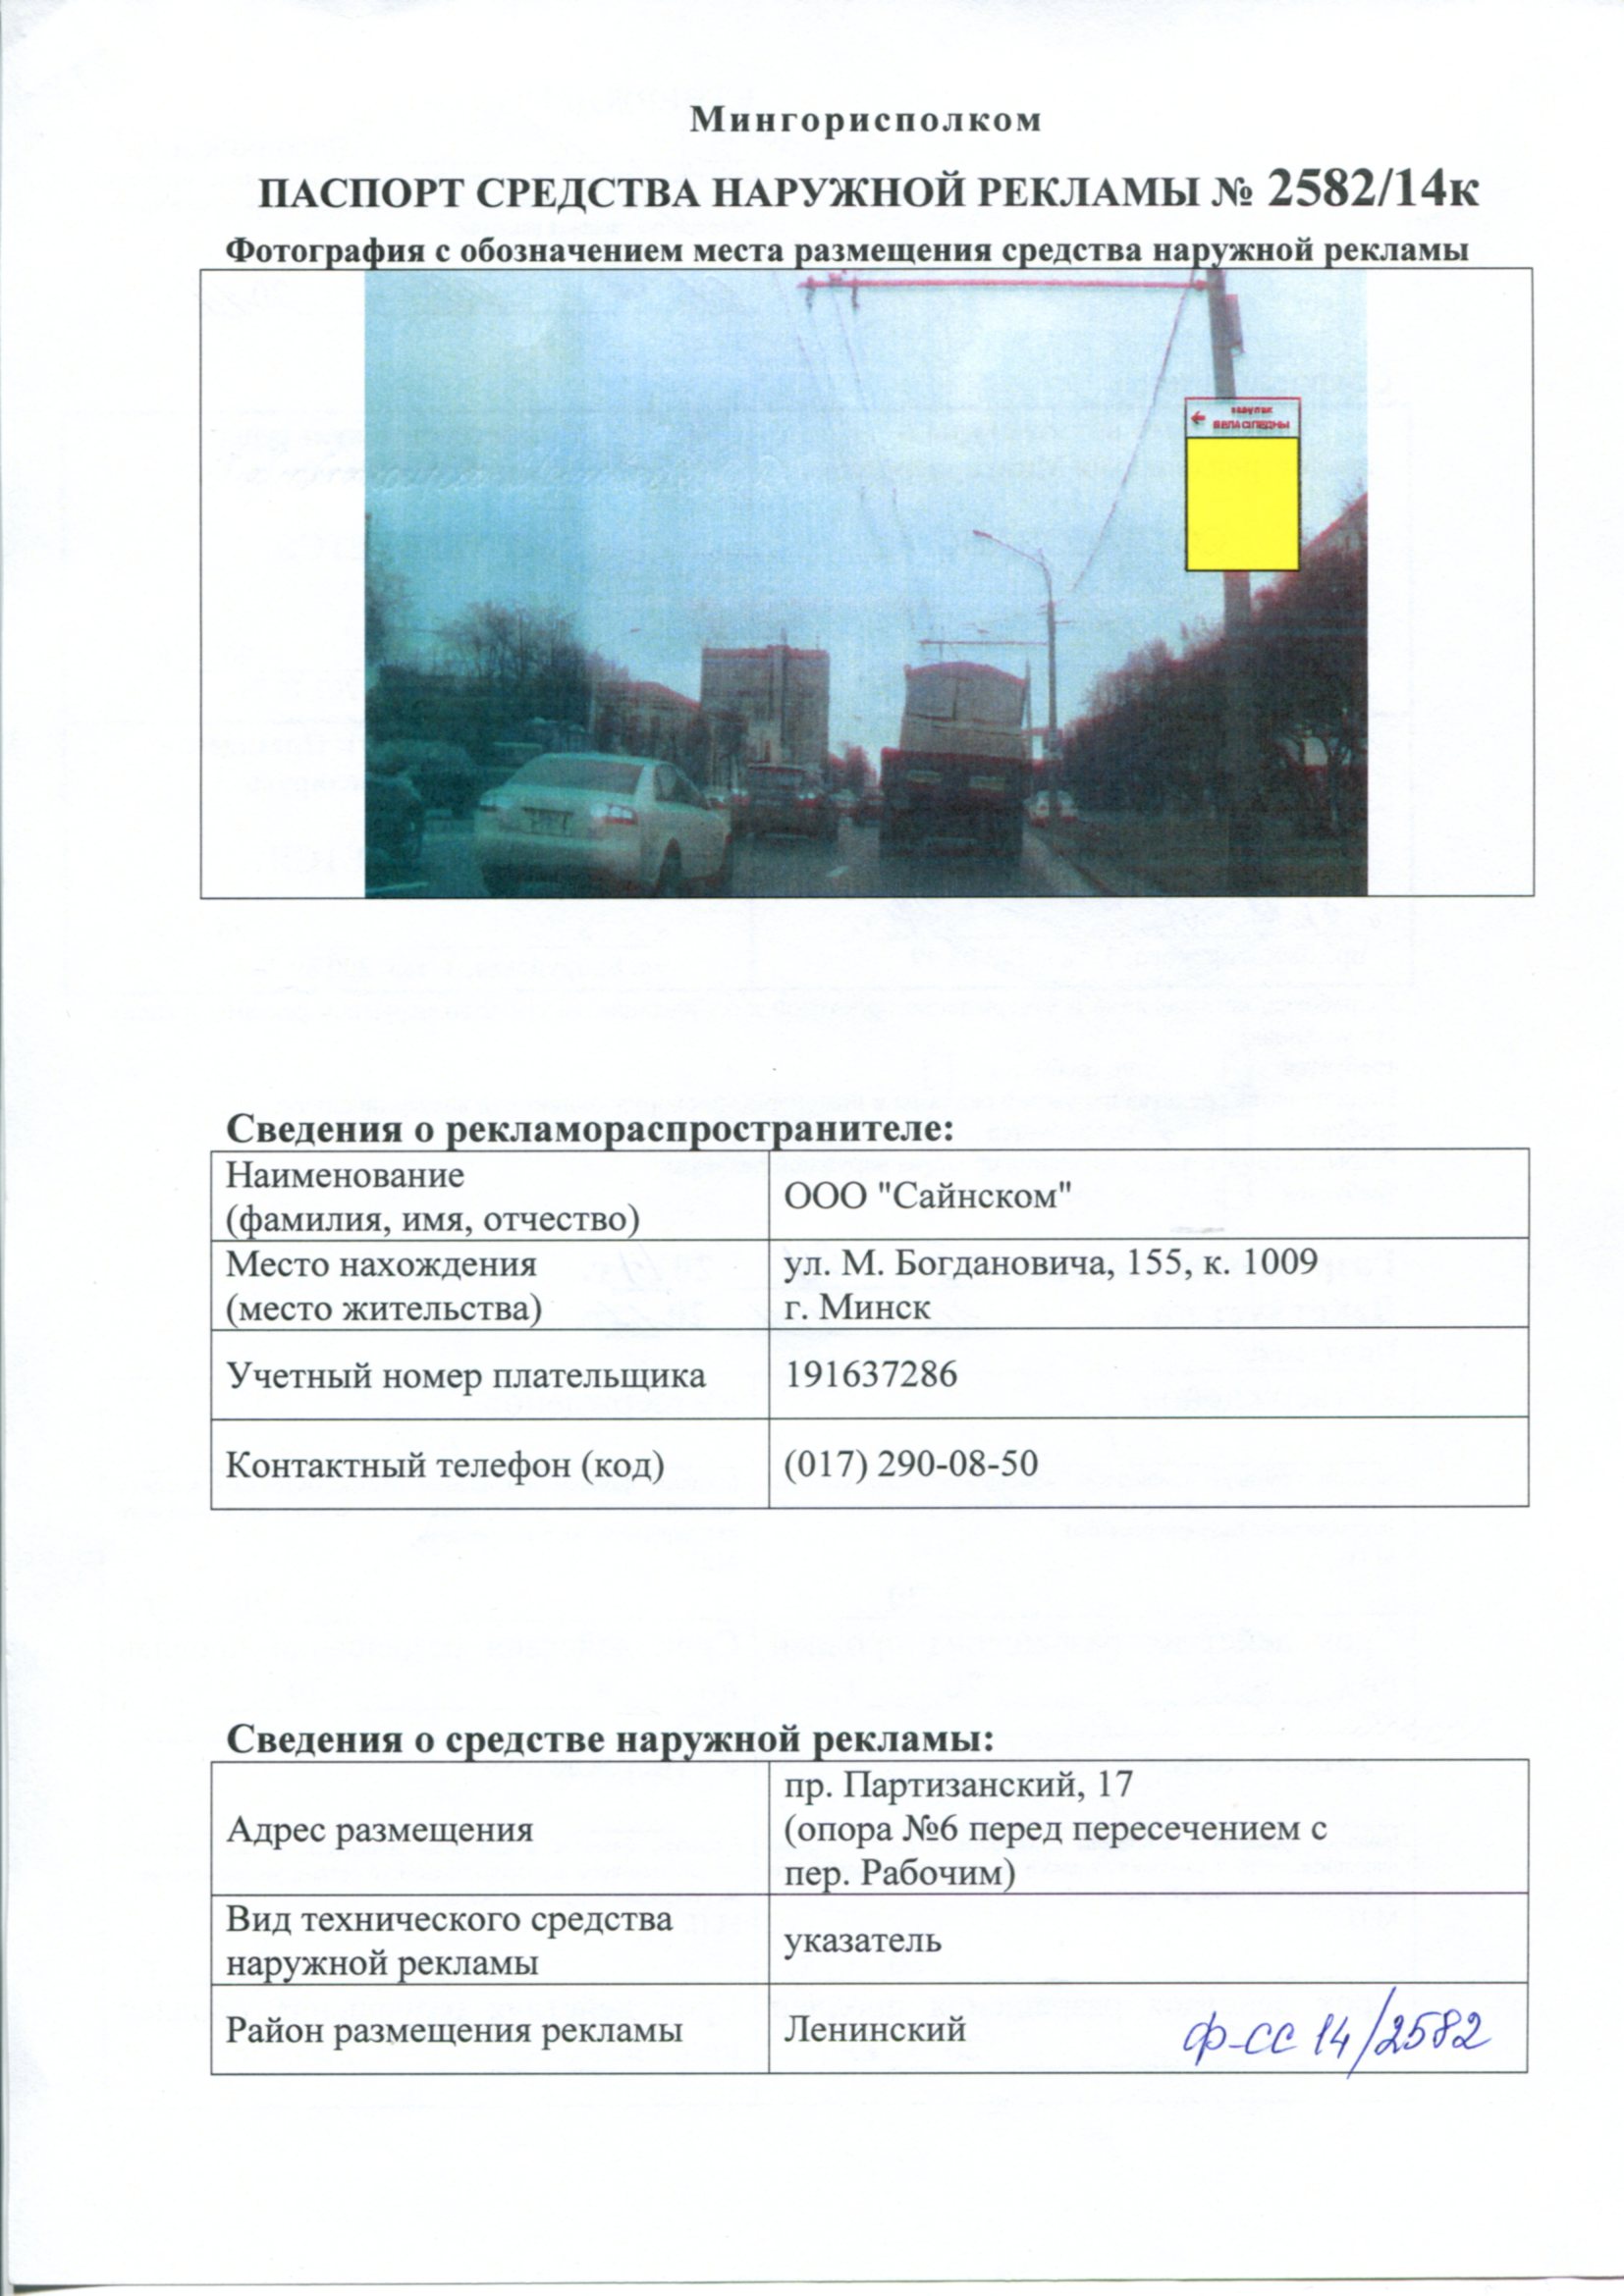 Мингорисполком
ПАСПОРТ СРЕДСТВА НАРУЖНОЙ РЕКЛАМЫ № 2582/14к
Фотография с обозначением места размещения средства наружной рекламы
завулак
ВЕЛАСІПЕДНЫ
Сведения о рекламораспространителе:
Наименование
(фамилия, имя, отчество)
ООО "Сайнском"
Место нахождения
(место жительства)
ул. М. Богдановича, 155, к. 1009
г. Минск
Учетный номер плательщика
191637286
Контактный телефон (код)
(017) 290-08-50
Сведения о средстве наружной рекламы:
Адрес размещения
пр. Партизанский, 17
(опора №6 перед пересечением с
пер. Рабочим)
Вид технического средства
наружной рекламы
указатель
Район размещения рекламы
Ленинский
ф-сс 14/2582